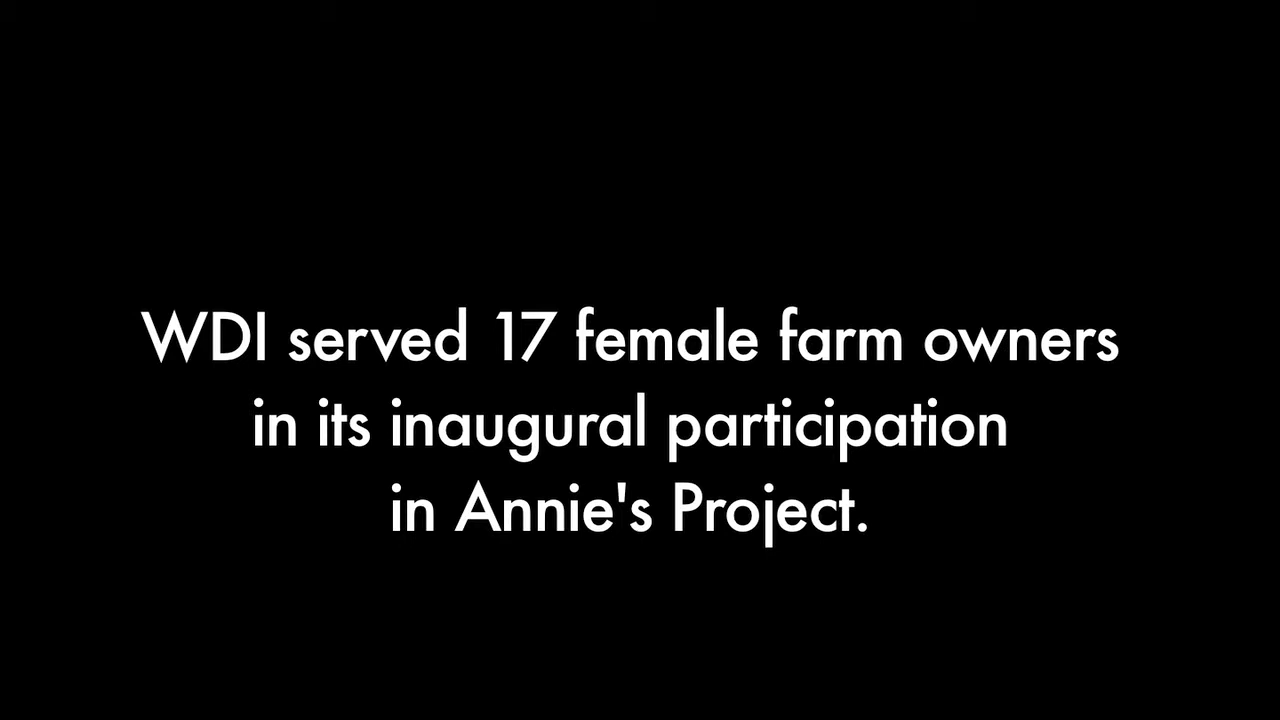 WDI served 17 female farm owners
in its inaugural participation
in Annie's Project.